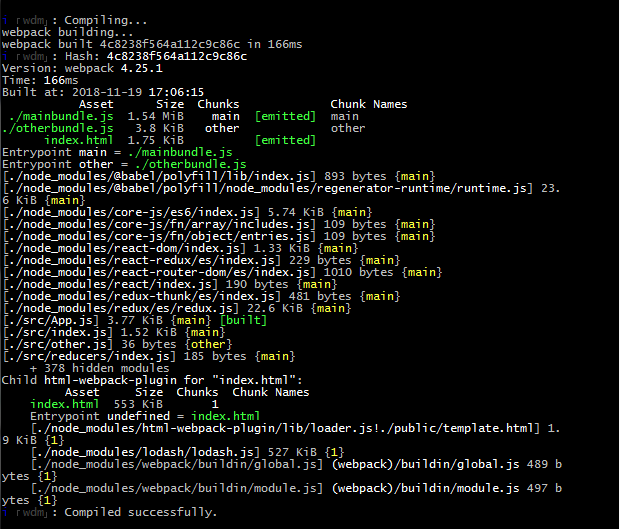 i ｢wdm｣: Compiling...
webpack building...
webpack built 4c8238f564a112c9c86c in 166ms
i ｢wdm｣: Hash: 4c8238f564a112c9c86c
Version: webpack 4.25.1
Time: 166ms
Built at: 2018-11-19 17:06:15
Asset Size Chunks Chunk Names
./mainbundle.js 1.54 MiB main [emitted] main
./otherbundle.js 3.8 KiB other other
index.html 1.75 KiB [emitted]
Entrypoint main = ./mainbundle.js
Entrypoint other = ./otherbundle.js
[./node_modules/@babel/polyfill/lib/index.js] 893 bytes {main}
[./node_modules/@babel/polyfill/node_modules/regenerator-runtime/runtime.js] 23.
6 KiB {main}
[./node_modules/core-js/es6/index.js] 5.74 KiB {main}
[./node_modules/core-js/fn/array/includes.js] 109 bytes {main}
[./node_modules/core-js/fn/object/entries.js] 109 bytes {main}
[./node_modules/react-dom/index.js] 1.33 KiB {main}
[./node_modules/react-redux/es/index.js] 229 bytes {main}
[./node_modules/react-router-dom/es/index.js] 1010 bytes {main}
[./node_modules/react/index.js] 190 bytes {main}
[./node_modules/redux-thunk/es/index.js] 481 bytes {main}
[./node_modules/redux/es/redux.js] 22.6 KiB {main}
[./src/App.js] 3.77 KiB {main} [built]
[./src/index.js] 1.52 KiB {main}
[./src/other.js] 36 bytes {other}
[./src/reducers/index.js] 185 bytes {main}
+ 378 hidden modules
Child html-webpack-plugin for "index.html":
Asset Size Chunks Chunk Names
index.html 553 KiB 1
Entrypoint undefined = index.html
[./node_modules/html-webpack-plugin/lib/loader.js!./public/template.html] 1.
9 KiB {1}
[./node_modules/lodash/lodash.js] 527 KiB {1}
[./node_modules/webpack/buildin/global.js] (webpack)/buildin/global.js 489 b
ytes {1}
[./node_modules/webpack/buildin/module.js] (webpack)/buildin/module.js 497 b
ytes {1}
i ｢wdm｣: Compiled successfully.